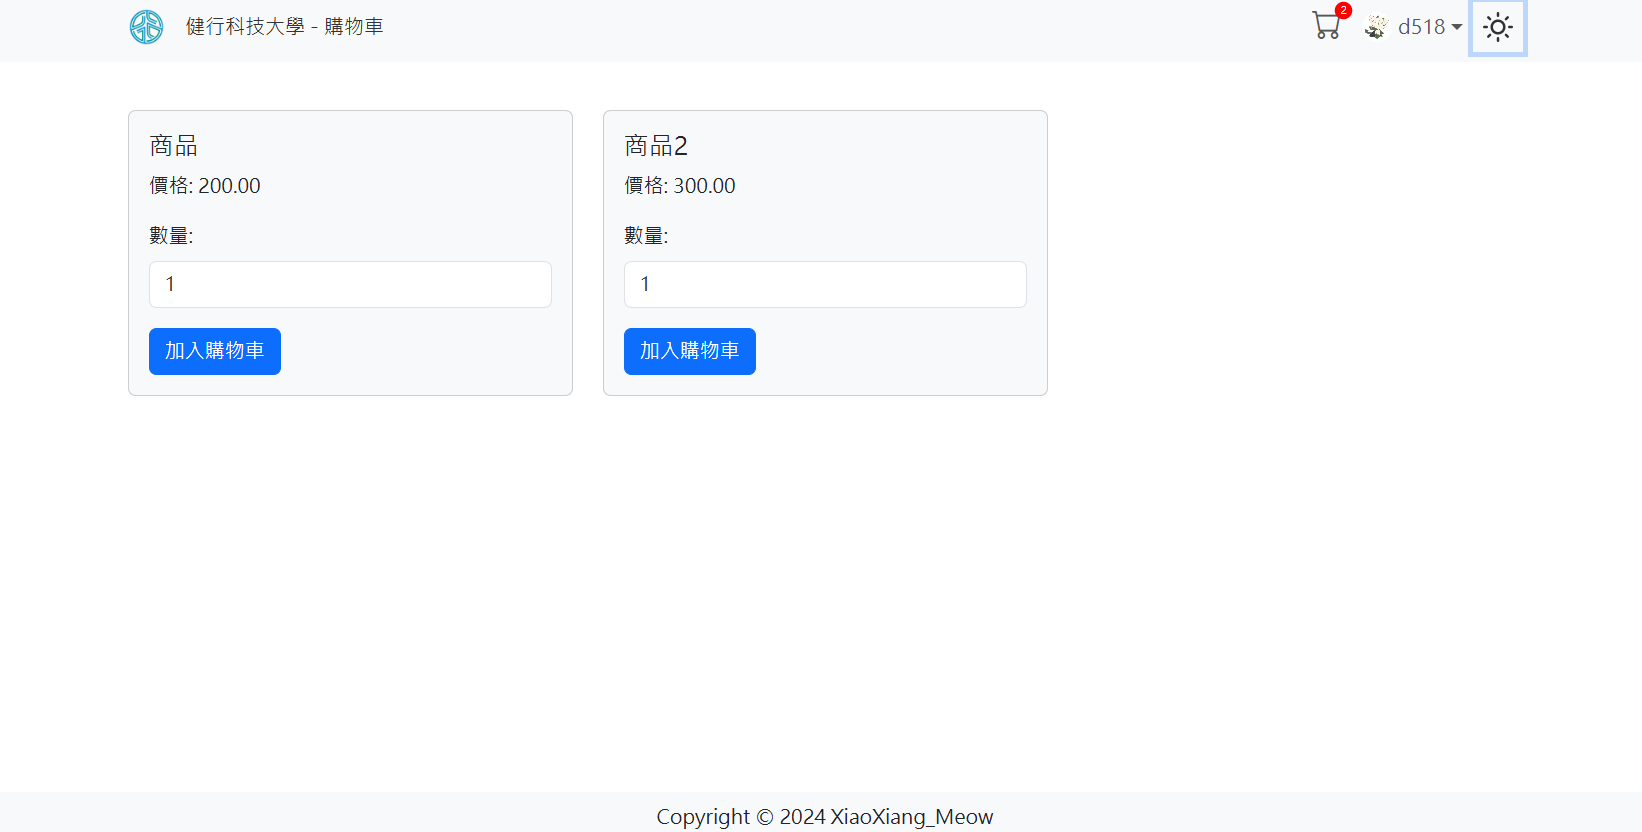 健行科技大學 - 購物車
2
d518
商品
價格: 200.00
數量:
1
加入購物車
商品2
價格: 300.00
數量:
1
加入購物車
Copyright © 2024 XiaoXiang_Meow